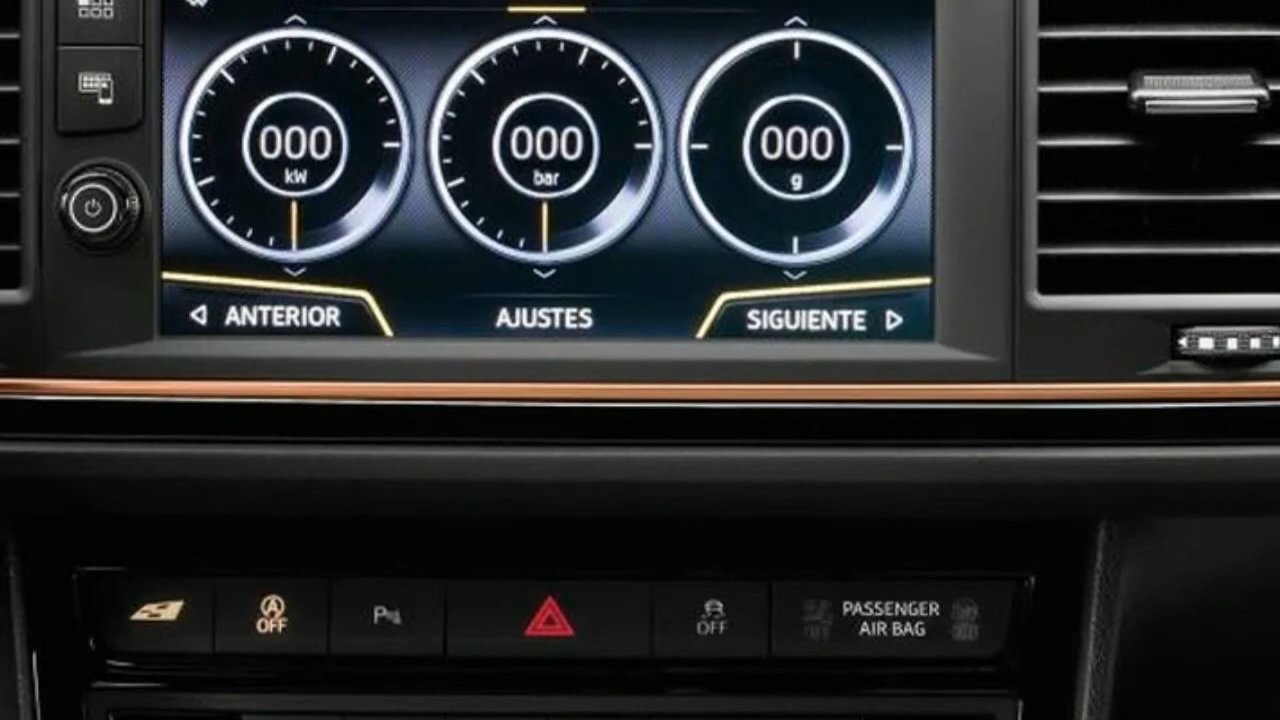 000
kW
000
bar
000
g
ANTERIOR
AJUSTES
SIGUIENTE
A
OFF
P
OFF
PASSENGER
AIR BAG